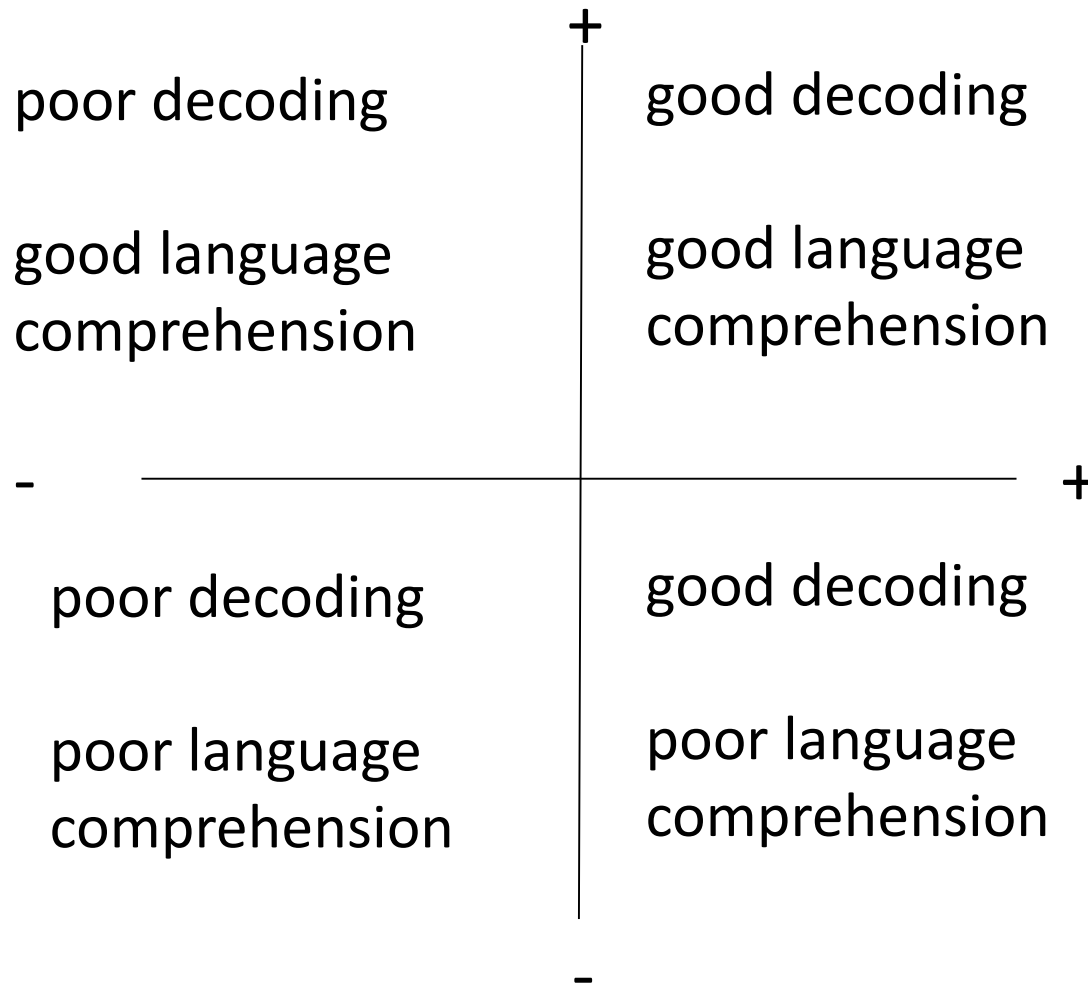 +
poor decoding
good language
comprehension
good decoding
good language
comprehension
-
+
poor decoding
poor language
comprehension
good decoding
poor language
comprehension
-